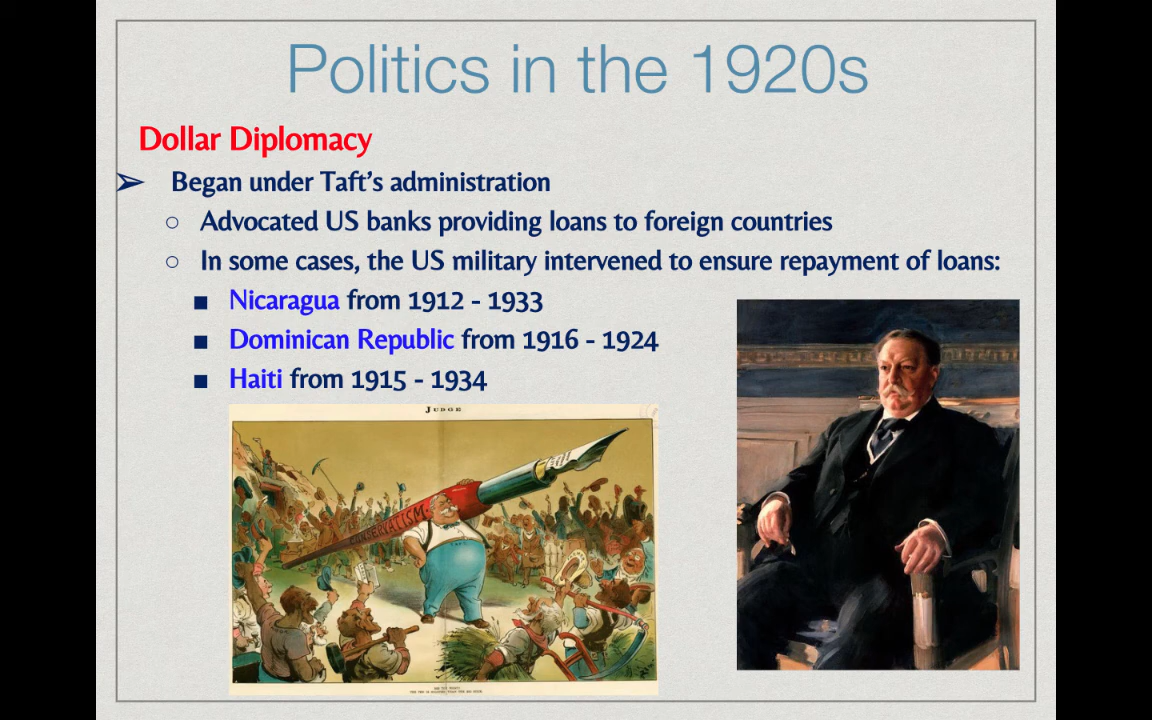 Politics in the 1920s
Dollar Diplomacy
➢ Began under Taft's administration
○ Advocated US banks providing loans to foreign countries
○ In some cases, the US military intervened to ensure repayment of loans:
■ Nicaragua from 1912 - 1933
■ Dominican Republic from 1916 - 1924
■ Haiti from 1915 - 1934
JUDGE
CONSERVATISM